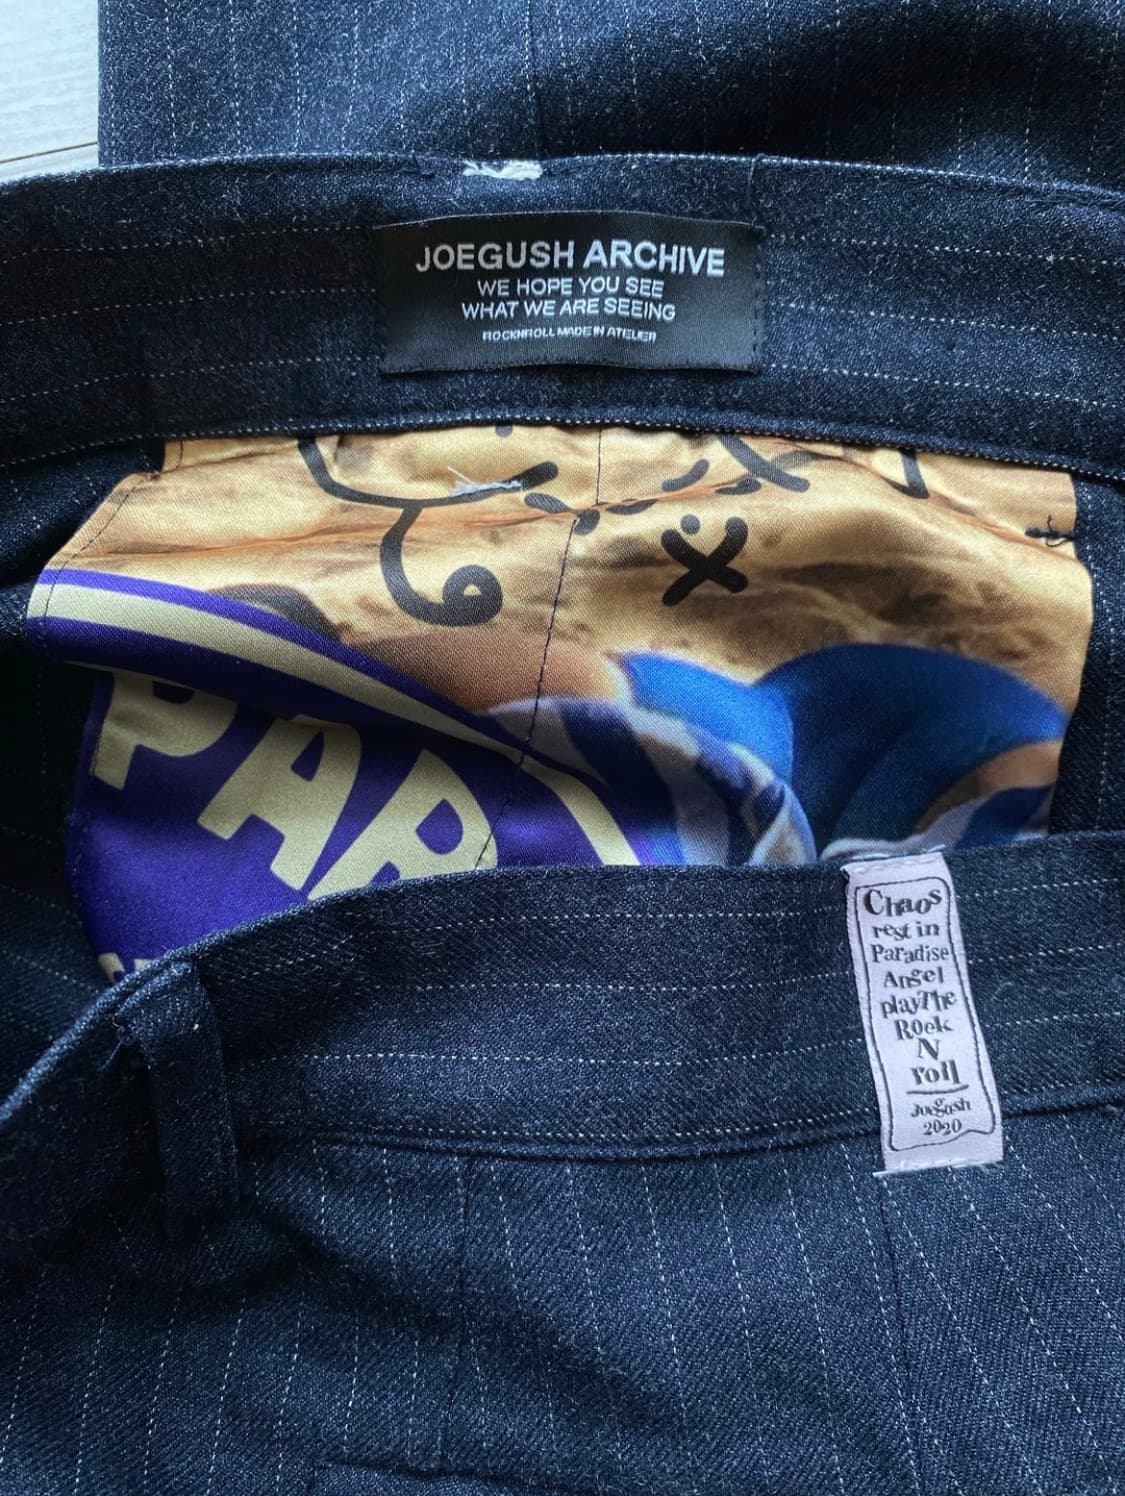 JOEGUSH ARCHIVE
WE HOPE YOU SEE
WHAT WE ARE SEEING
ROCKNROLL MADE IN ATELIER
PAR
Chaos
rest in
Paradise
Angel
playThe
ROck
N
roll
Joegush
2020